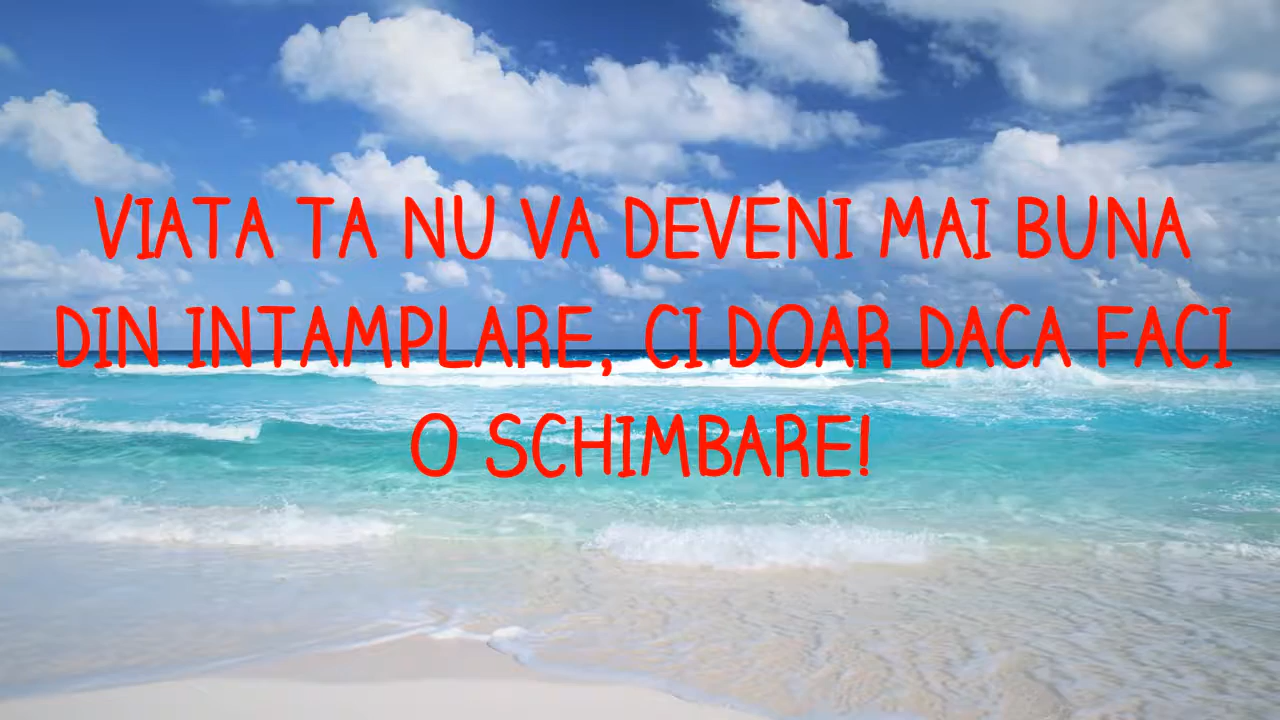 VIATA TA NU VA DEVENI MAI BUNA
DIN INTAMPLARE, CI DOAR DACA FACI
O SCHIMBARE!